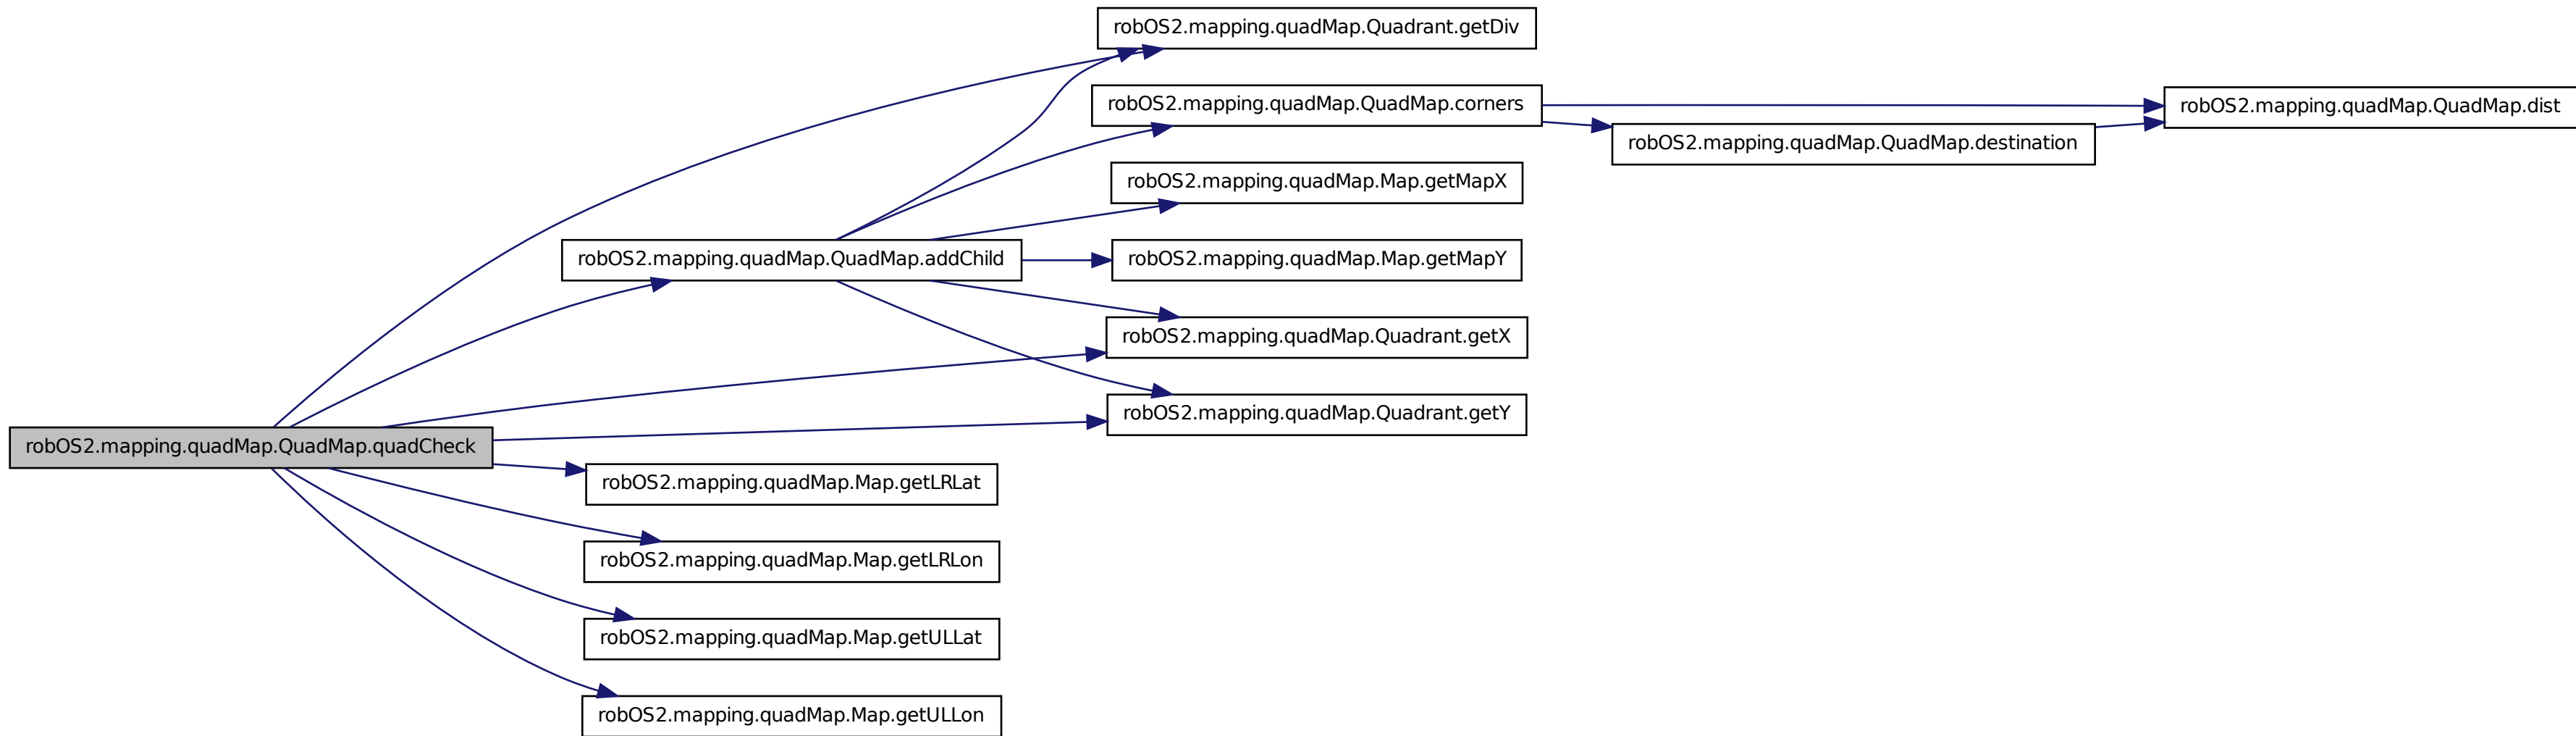 robOS2.mapping.quadMap.Quadrant.getDiv
robOS2.mapping.quadMap.QuadMap.corners
robOS2.mapping.quadMap.QuadMap.dist
robOS2.mapping.quadMap.QuadMap.destination
robOS2.mapping.quadMap.Map.getMapX
robOS2.mapping.quadMap.QuadMap.addChild
robOS2.mapping.quadMap.Map.getMapY
robOS2.mapping.quadMap.Quadrant.getX
robOS2.mapping.quadMap.Quadrant.getY
robOS2.mapping.quadMap.QuadMap.quadCheck
robOS2.mapping.quadMap.Map.getLRLat
robOS2.mapping.quadMap.Map.getLRLon
robOS2.mapping.quadMap.Map.getULLat
robOS2.mapping.quadMap.Map.getULLon